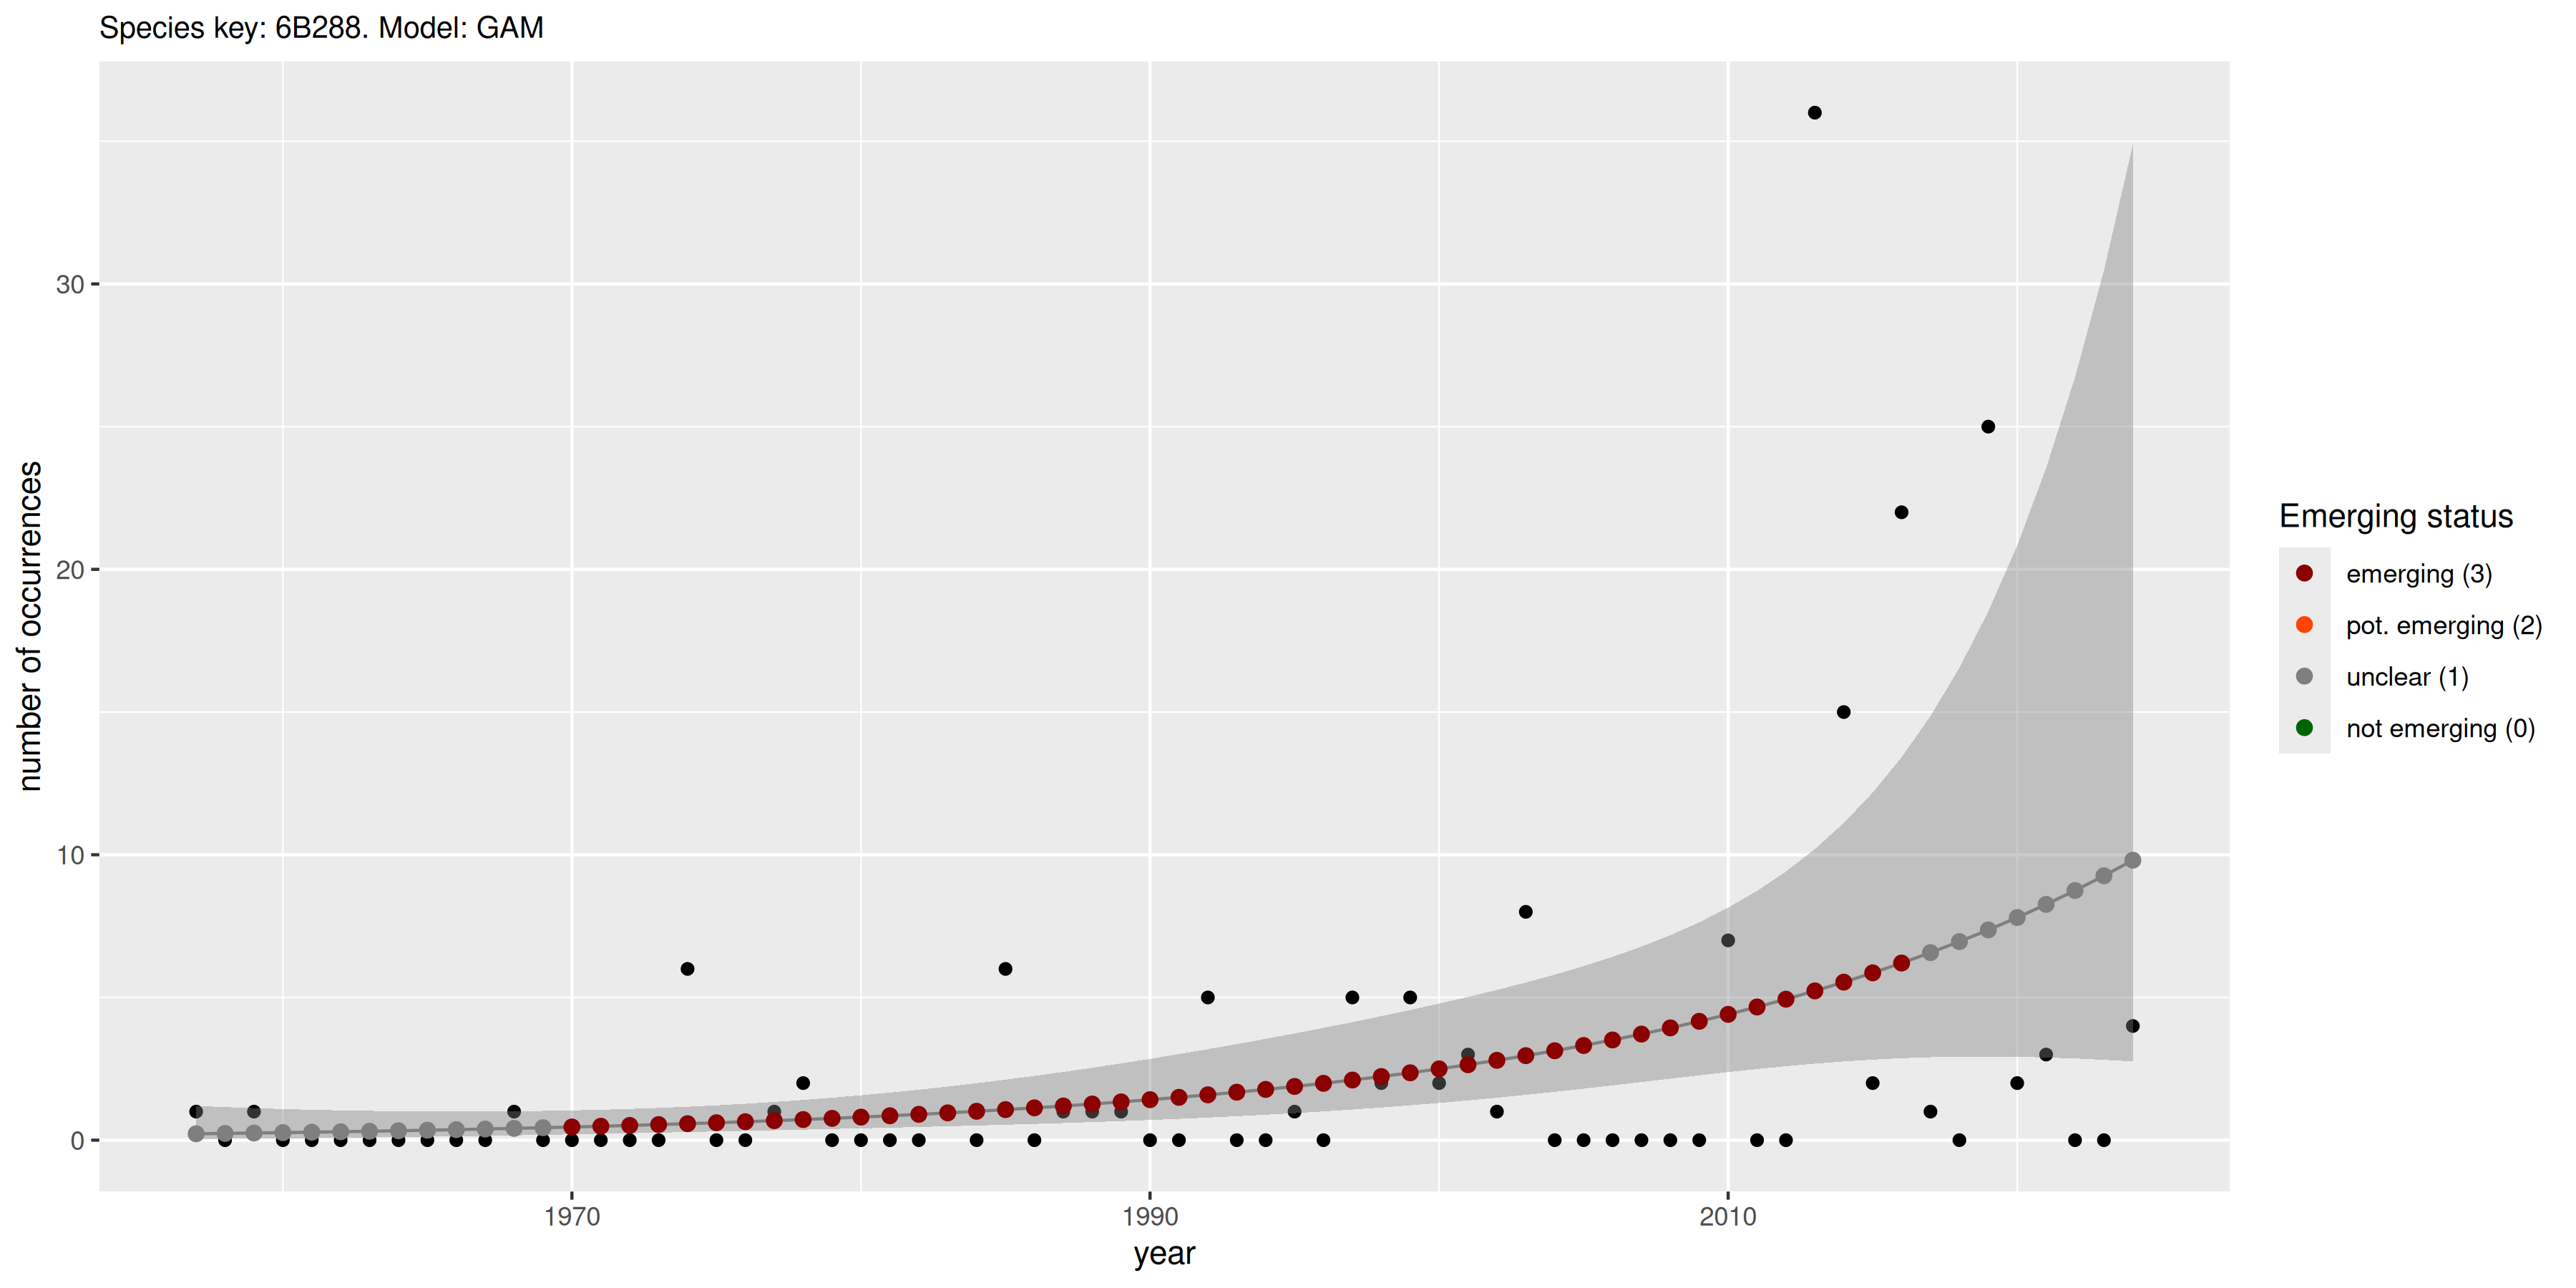 Species key: 6B288. Model: GAM
number of occurrences
30
20
10
0
1970
1990
2010
year
Emerging status
emerging (3)
pot. emerging (2)
unclear (1)
not emerging (0)